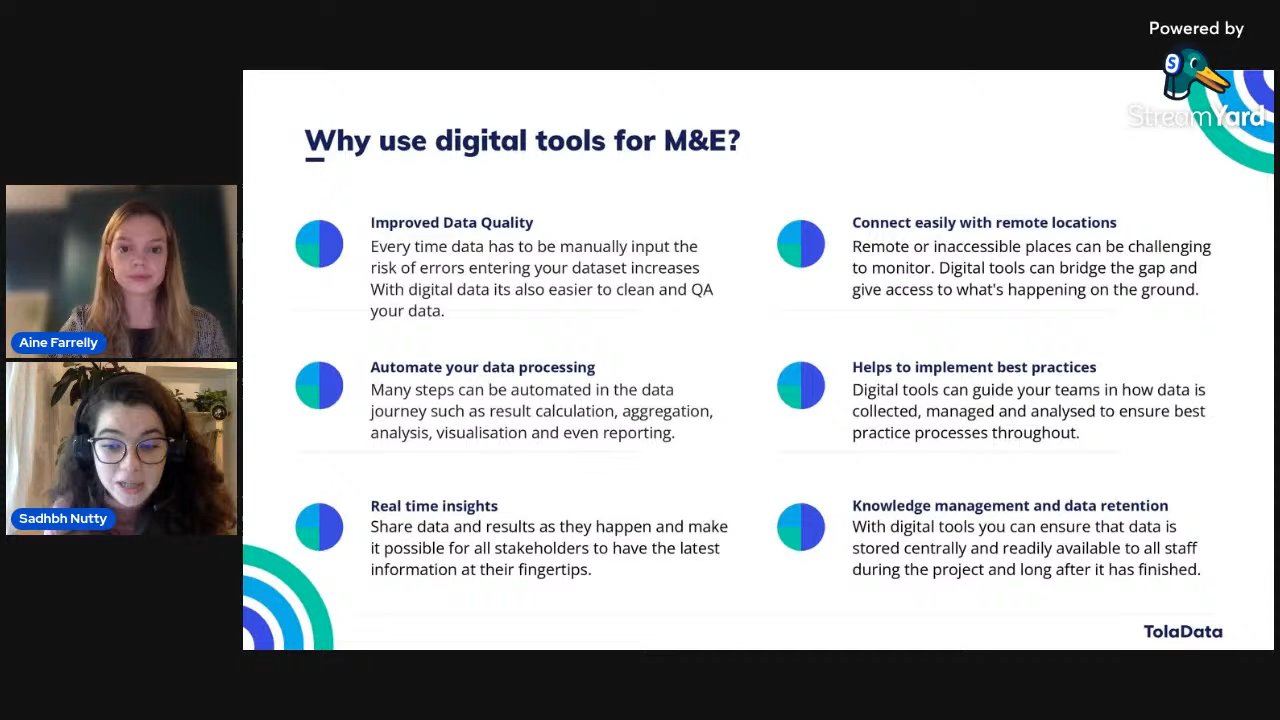 Powered by
StreamYard
Why use digital tools for M&E?
Improved Data Quality
Every time data has to be manually input the
risk of errors entering your dataset increases
With digital data its also easier to clean and QA
your data.
Automate your data processing
Many steps can be automated in the data
journey such as result calculation, aggregation,
analysis, visualisation and even reporting.
Real time insights
Share data and results as they happen and make
it possible for all stakeholders to have the latest
information at their fingertips.
Connect easily with remote locations
Remote or inaccessible places can be challenging
to monitor. Digital tools can bridge the gap and
give access to what's happening on the ground.
Helps to implement best practices
Digital tools can guide your teams in how data is
collected, managed and analysed to ensure best
practice processes throughout.
Knowledge management and data retention
With digital tools you can ensure that data is
stored centrally and readily available to all staff
during the project and long after it has finished.
TolaData
Aine Farrelly
Sadhbh Nutty
S